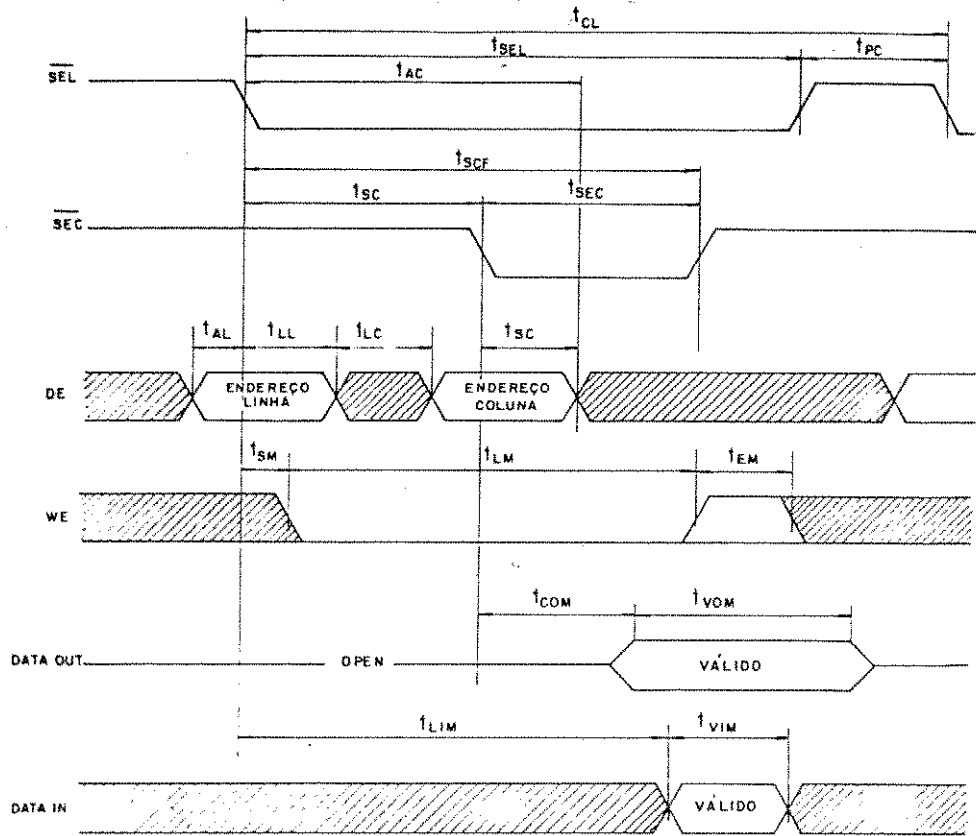 tCL
tSEL
tPC
tAC
SEL
tSCF
tSC
tSEC
SEC
tAL
tLL
tLC
tSC
DE
ENDEREÇO
LINHA
ENDEREÇO
COLUNA
tSM
tLM
tEM
WE
tCOM
tVOM
DATA OUT
OPEN
VÁLIDO
tLIM
tVIM
DATA IN
VÁLIDO